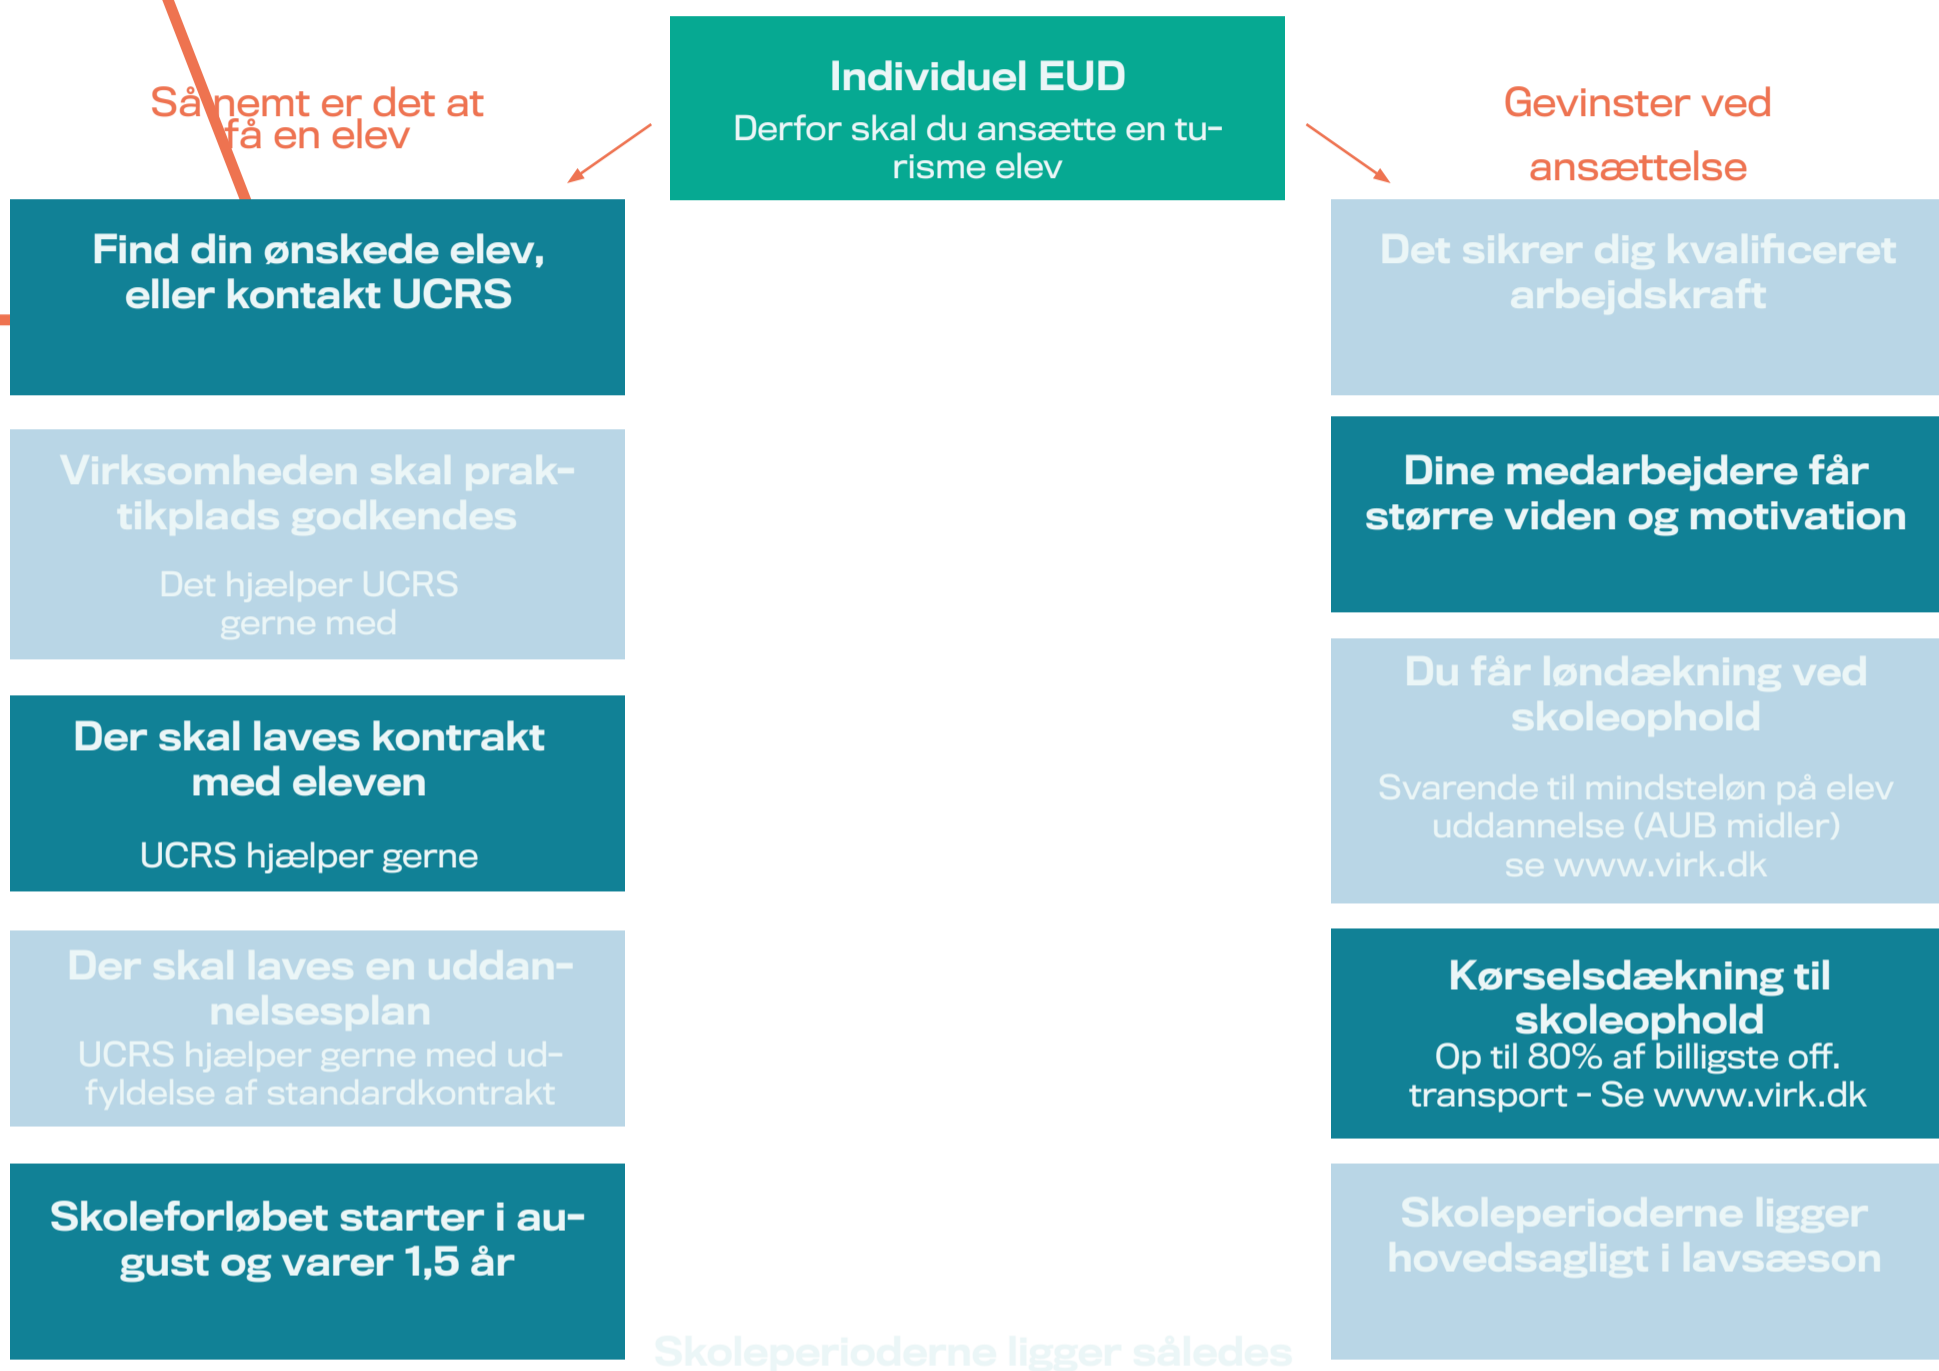 Individuel EUD
Derfor skal du ansætte en tu-
risme elev
Så nemt er det at
få en elev
Find din ønskede elev,
eller kontakt UCRS
Virksomheden skal prak-
tikplads godkendes
Det hjælper UCRS
gerne med
Der skal laves kontrakt
med eleven
UCRS hjælper gerne
Der skal laves en uddan-
nelsesplan
UCRS hjælper gerne med ud-
fyldelse af standardkontrakt
Skoleforløbet starter i au-
gust og varer 1,5 år
Gevinster ved
ansættelse
Det sikrer dig kvalificeret
arbejdskraft
Dine medarbejdere får
større viden og motivation
Du får løndækning ved
skoleophold
Svarende til mindsteløn på elev
uddannelse (AUB midler)
se www.virk.dk
Kørselsdækning til
skoleophold
Op til 80% af billigste off.
transport - Se www.virk.dk
Skoleperioderne ligger
hovedsagligt i lavsæson
Skoleperioderne ligger således